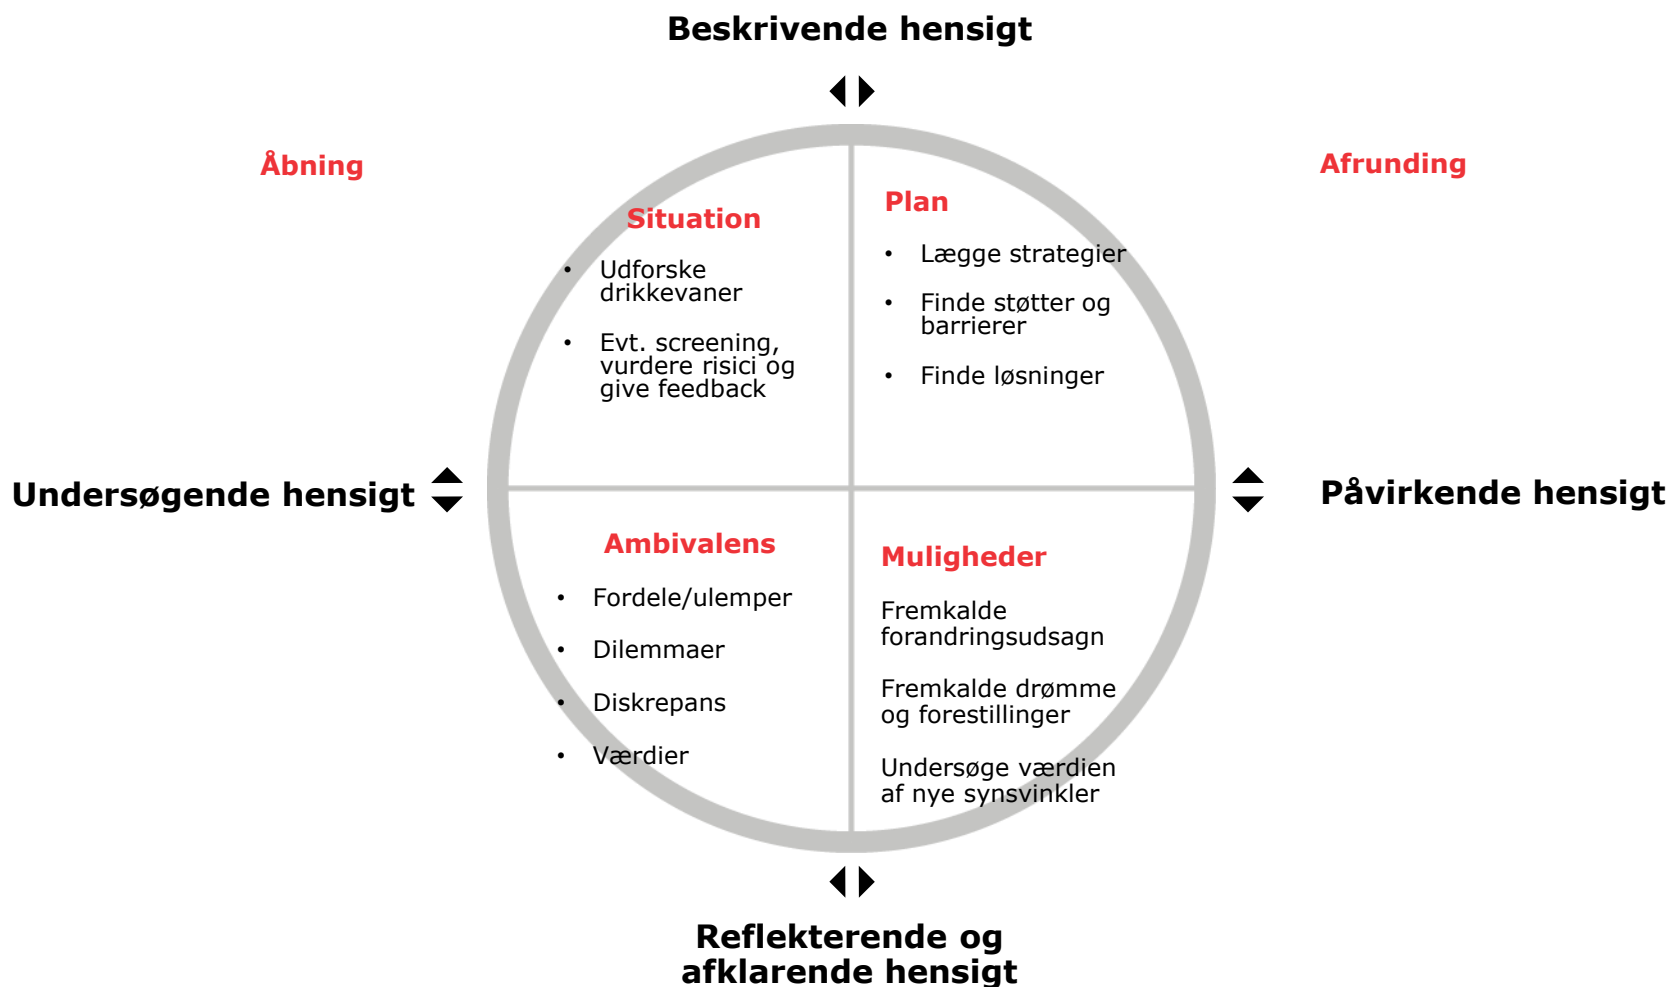 Beskrivende hensigt
Åbning
Afrunding
Situation
• Udforske
drikkevaner
• Evt. screening,
vurdere risici og
give feedback
Plan
• Lægge strategier
• Finde støtter og
barrierer
• Finde løsninger
Undersøgende hensigt
Påvirkende hensigt
Ambivalens
• Fordele/ulemper
• Dilemmaer
• Diskrepans
• Værdier
Muligheder
Fremkalde
forandringsudsagn
Fremkalde drømme
og forestillinger
Undersøge værdien
af nye synsvinkler
Reflekterende og
afklarende hensigt